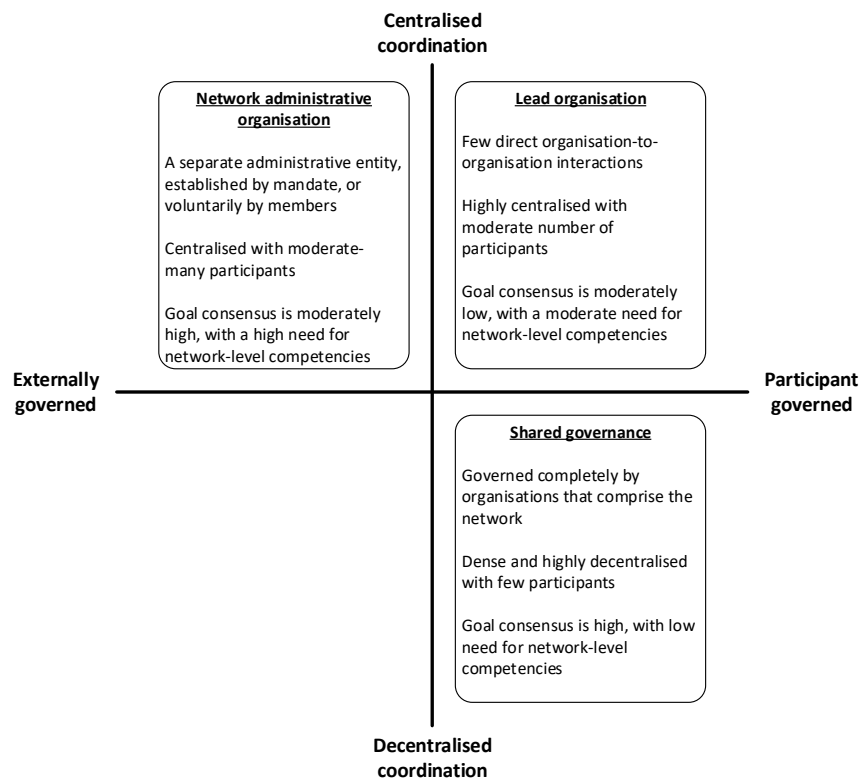 Centralised
coordination
Network administrative
organisation
A separate administrative entity,
established by mandate, or
voluntarily by members
Centralised with moderate-
many participants
Goal consensus is moderately
high, with a high need for
network-level competencies
Lead organisation
Few direct organisation-to-
organisation interactions
Highly centralised with
moderate number of
participants
Goal consensus is moderately
low, with a moderate need for
network-level competencies
Externally
governed
Participant
governed
Shared governance
Governed completely by
organisations that comprise the
network
Dense and highly decentralised
with few participants
Goal consensus is high, with low
need for network-level
competencies
Decentralised
coordination